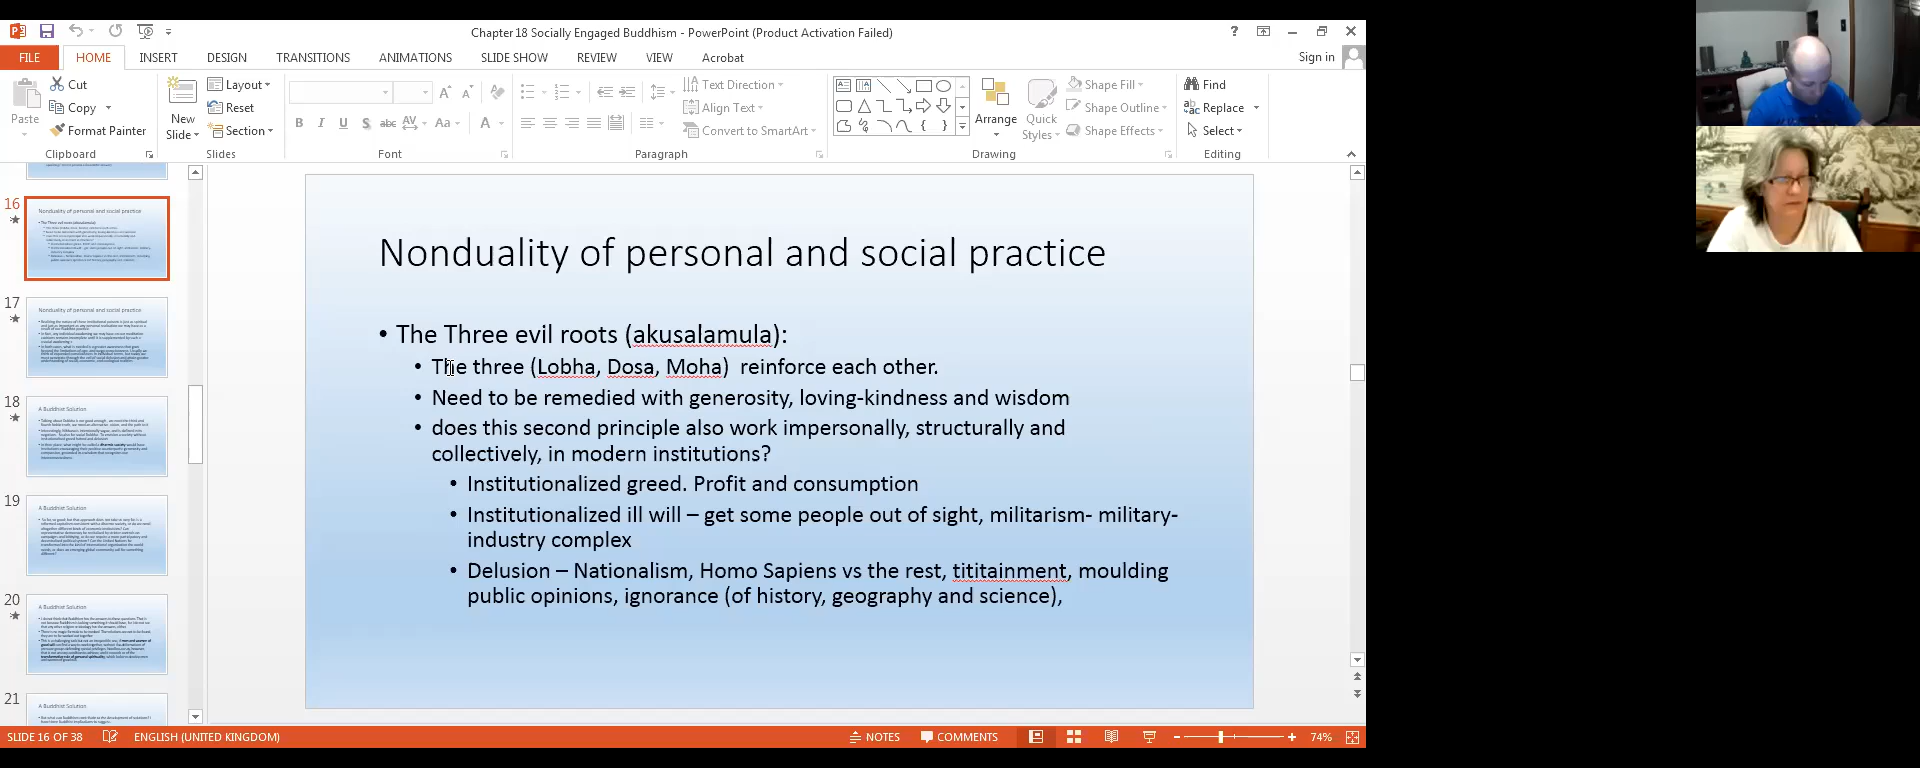 Chapter 18 Socially Engaged Buddhism - PowerPoint (Product Activation Failed)
FILE HOME INSERT DESIGN TRANSITIONS ANIMATIONS SLIDE SHOW REVIEW VIEW Acrobat Sign in
Paste
Cut
Copy
Format Painter
Clipboard
New
Slide
Layout
Reset
Section
Slides
Font
Text Direction
Align Text
Convert to SmartArt
Paragraph
Arrange
Quick
Styles
Shape Fill
Shape Outline
Shape Effects
Drawing
Find
Replace
Select
Editing
16
Nonduality of personal and social practice
17
Nonduality of personal and social practice
18
A Buddhist Solution
19
A Buddhist Solution
20
A Buddhist Solution
21
A Buddhist Solution
Nonduality of personal and social practice
• The Three evil roots (akusalamula):
• The three (Lobha, Dosa, Moha) reinforce each other.
• Need to be remedied with generosity, loving-kindness and wisdom
• does this second principle also work impersonally, structurally and
collectively, in modern institutions?
• Institutionalized greed. Profit and consumption
• Institutionalized ill will – get some people out of sight, militarism- military-
industry complex
• Delusion – Nationalism, Homo Sapiens vs the rest, tititainment, moulding
public opinions, ignorance (of history, geography and science),
SLIDE 16 OF 38 ENGLISH (UNITED KINGDOM) NOTES COMMENTS 74%